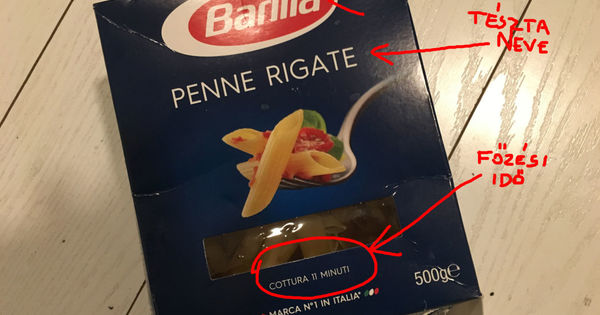 Barilla
TÉSZTA
NEVE
PENNE RIGATE
FŐZÉSI
IDŐ
COTTURA 11 MINUTI
500g℮
MARCA N°1 IN ITALIA*